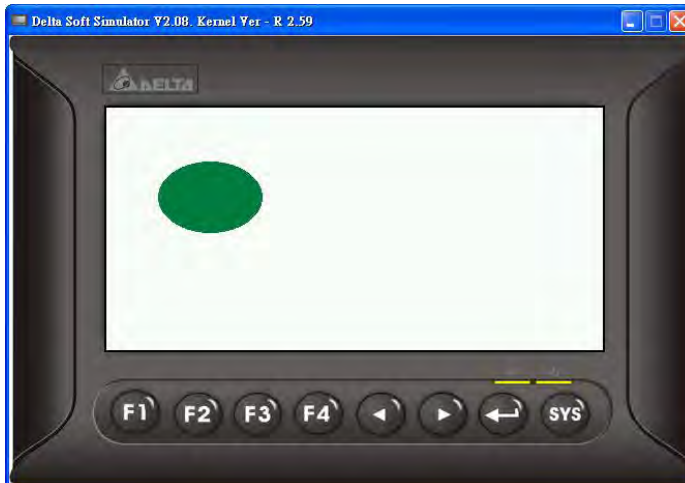 Delta Soft Simulator V2.08. Kernel Ver - R 2.59
DELTA
F1 F2 F3 F4 SYS